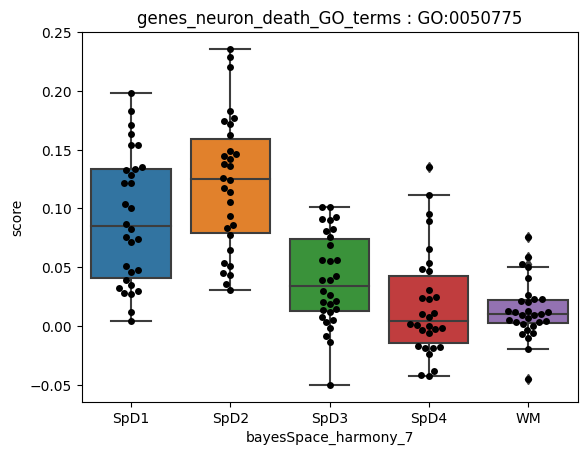 genes_neuron_death_GO_terms : GO:0050775
0.25
0.20
0.15
0.10
0.05
0.00
−0.05
score
SpD1 SpD2 SpD3 SpD4 WM
bayesSpace_harmony_7